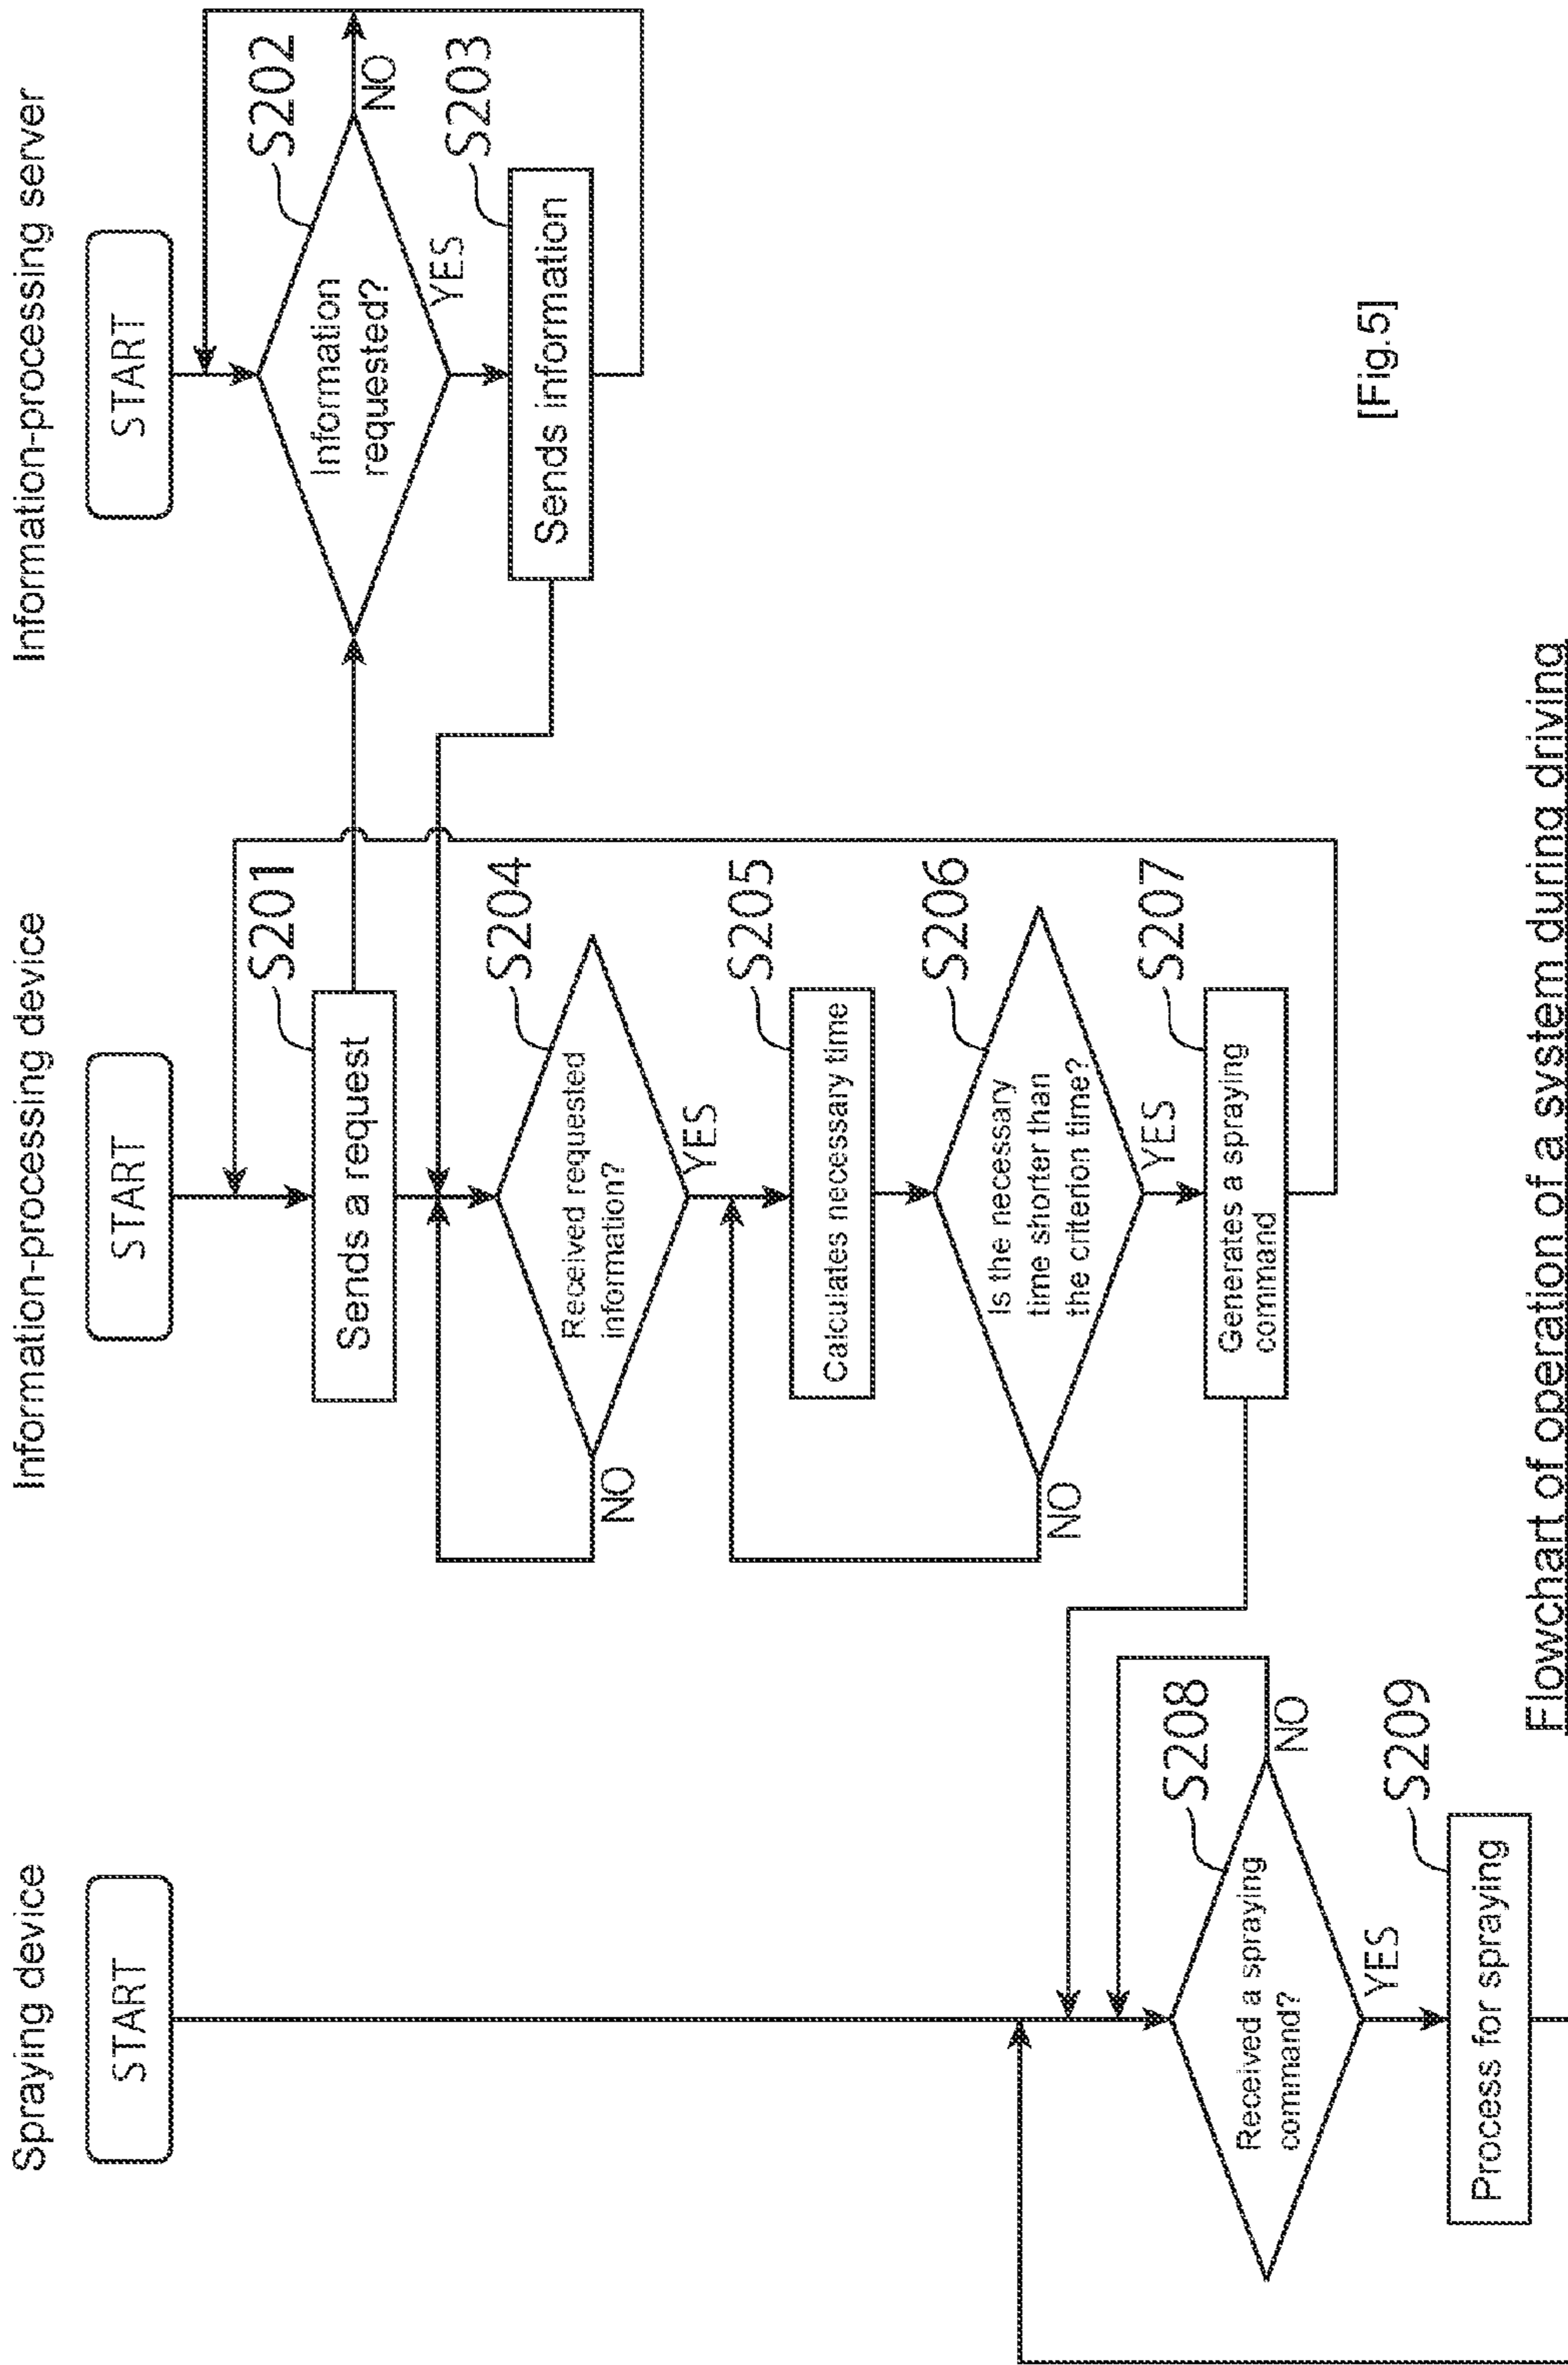 Spraying device
START
Received a spraying
command?
S208
NO
YES
S209
Process for spraying
Information-processing device
START
S201
Sends a request
S204
Received requested
information?
NO
YES
S205
Calculates necessary time
S206
Is the necessary
time shorter than
the criterion time?
NO
YES
S207
Generates a spraying
command
Information-processing server
START
S202
Information
requested?
NO
YES
S203
Sends information
[Fig.5]
Flowchart of operation of a system during driving